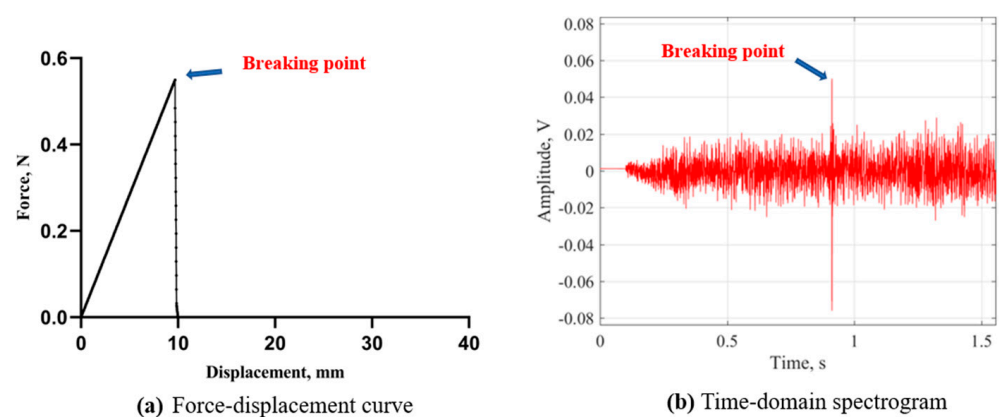 0.6
0.4
0.2
0.0
0
10
20
30
40
Force, N
Displacement, mm
Breaking point
(a) Force-displacement curve
0.08
0.06
0.04
0.02
0
-0.02
-0.04
-0.06
-0.08
0
0.5
1
1.5
Amplitude, V
Time, s
Breaking point
(b) Time-domain spectrogram